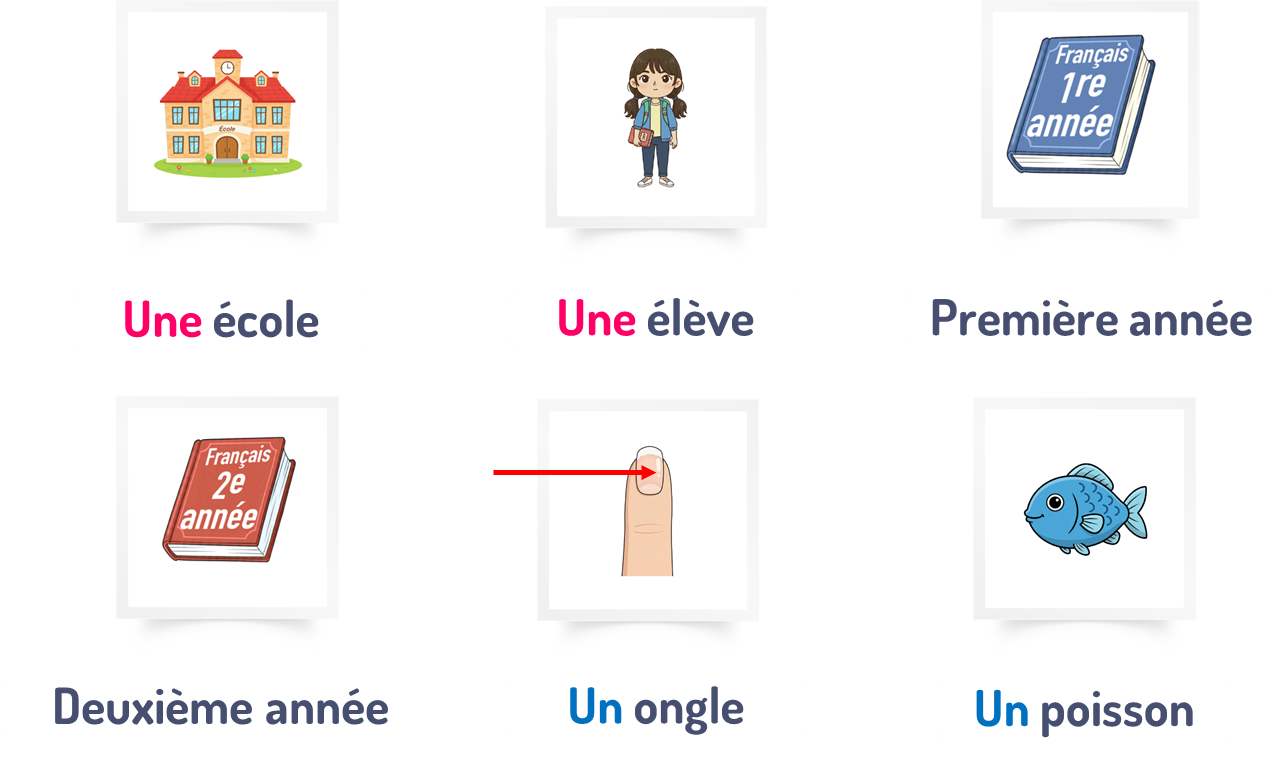 École
Français
1re
année
Une école
Une élève
Première année
Français
2e
année
Deuxième année
Un ongle
Un poisson